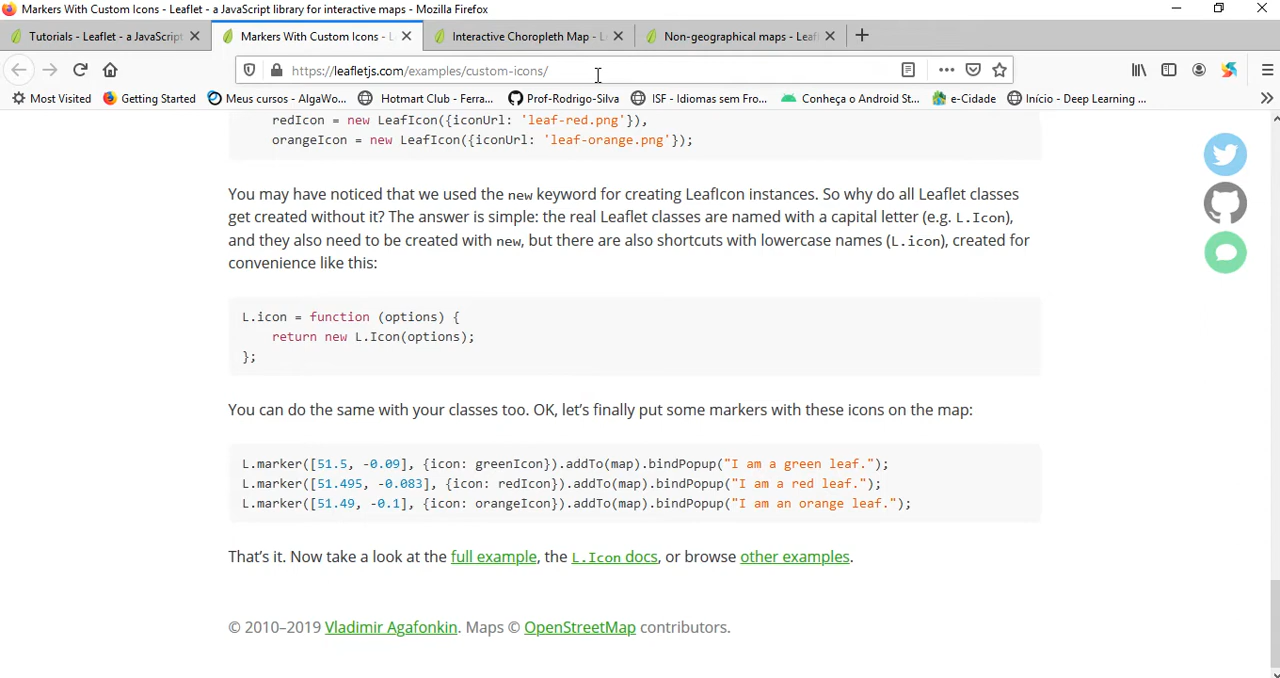 Markers With Custom Icons - Leaflet - a JavaScript library for interactive maps - Mozilla Firefox
Tutorials - Leaflet - a JavaScript
Markers With Custom Icons - L
Interactive Choropleth Map - L
Non-geographical maps - Leafl
https://leafletjs.com/examples/custom-icons/
Most Visited Getting Started Meus cursos - AlgaWo... Hotmart Club - Ferra... Prof-Rodrigo-Silva ISF - Idiomas sem Fro... Conheça o Android St... e-Cidade Início - Deep Learning ...
redIcon = new LeafIcon({iconUrl: 'leaf-red.png'}),
orangeIcon = new LeafIcon({iconUrl: 'leaf-orange.png'});
You may have noticed that we used the new keyword for creating LeafIcon instances. So why do all Leaflet classes
get created without it? The answer is simple: the real Leaflet classes are named with a capital letter (e.g. L.Icon),
and they also need to be created with new, but there are also shortcuts with lowercase names (L.icon), created for
convenience like this:
L.icon = function (options) {
return new L.Icon(options);
};
You can do the same with your classes too. OK, let’s finally put some markers with these icons on the map:
L.marker([51.5, -0.09], {icon: greenIcon}).addTo(map).bindPopup("I am a green leaf.");
L.marker([51.495, -0.083], {icon: redIcon}).addTo(map).bindPopup("I am a red leaf.");
L.marker([51.49, -0.1], {icon: orangeIcon}).addTo(map).bindPopup("I am an orange leaf.");
That’s it. Now take a look at the full example, the L.Icon docs, or browse other examples.
© 2010–2019 Vladimir Agafonkin. Maps © OpenStreetMap contributors.